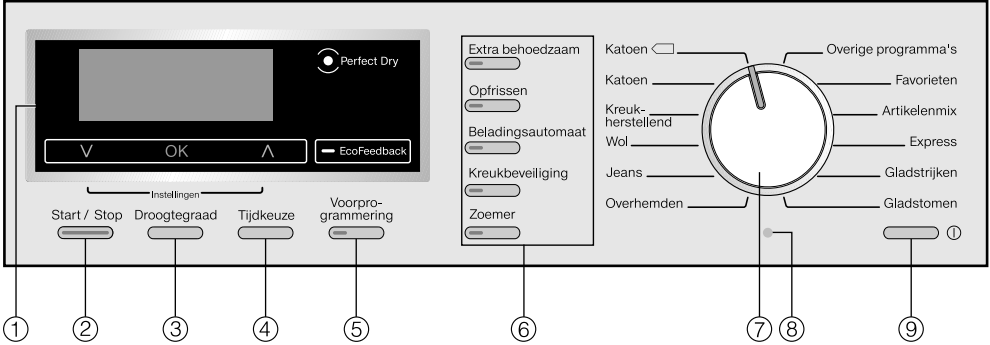 Perfect Dry
OK
EcoFeedback
Instellingen
Start / Stop
Droogtegraad
Tijdkeuze
Voorpro-
grammering
Extra behoedzaam
Opfrissen
Beladingsautomaat
Kreukbeveiliging
Zoemer
Katoen
Katoen
Kreuk-
herstellend
Wol
Jeans
Overhemden
Overige programma's
Favorieten
Artikelenmix
Express
Gladstrijken
Gladstomen
1
2
3
4
5
6
7
8
9